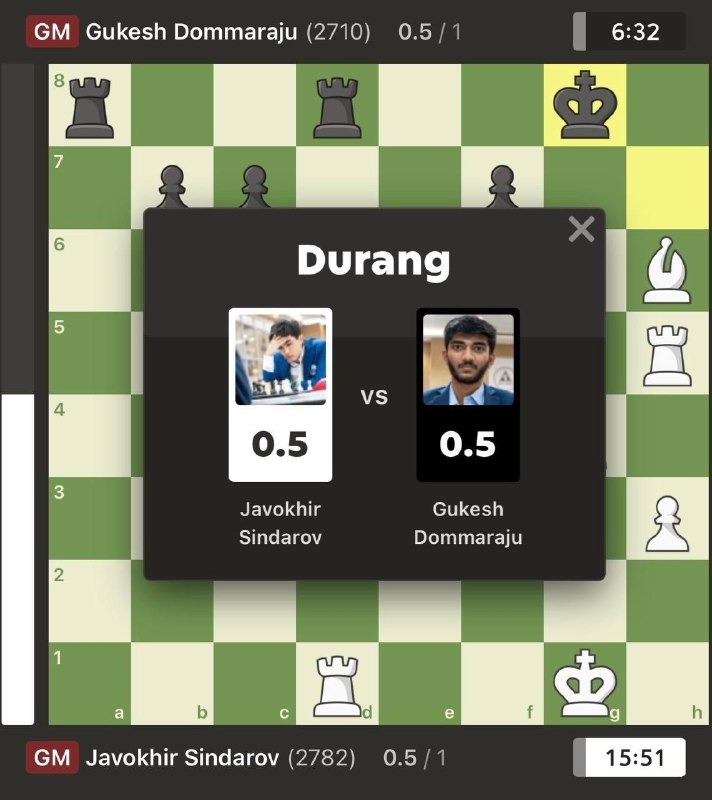 GM Gukesh Dommaraju (2710) 0.5 / 1 6:32
8
7
6
5
4
3
2
1
Durang
0.5 vs 0.5
Javokhir Sindarov
Gukesh Dommaraju
a b c d e f g h
GM Javokhir Sindarov (2782) 0.5 / 1 15:51